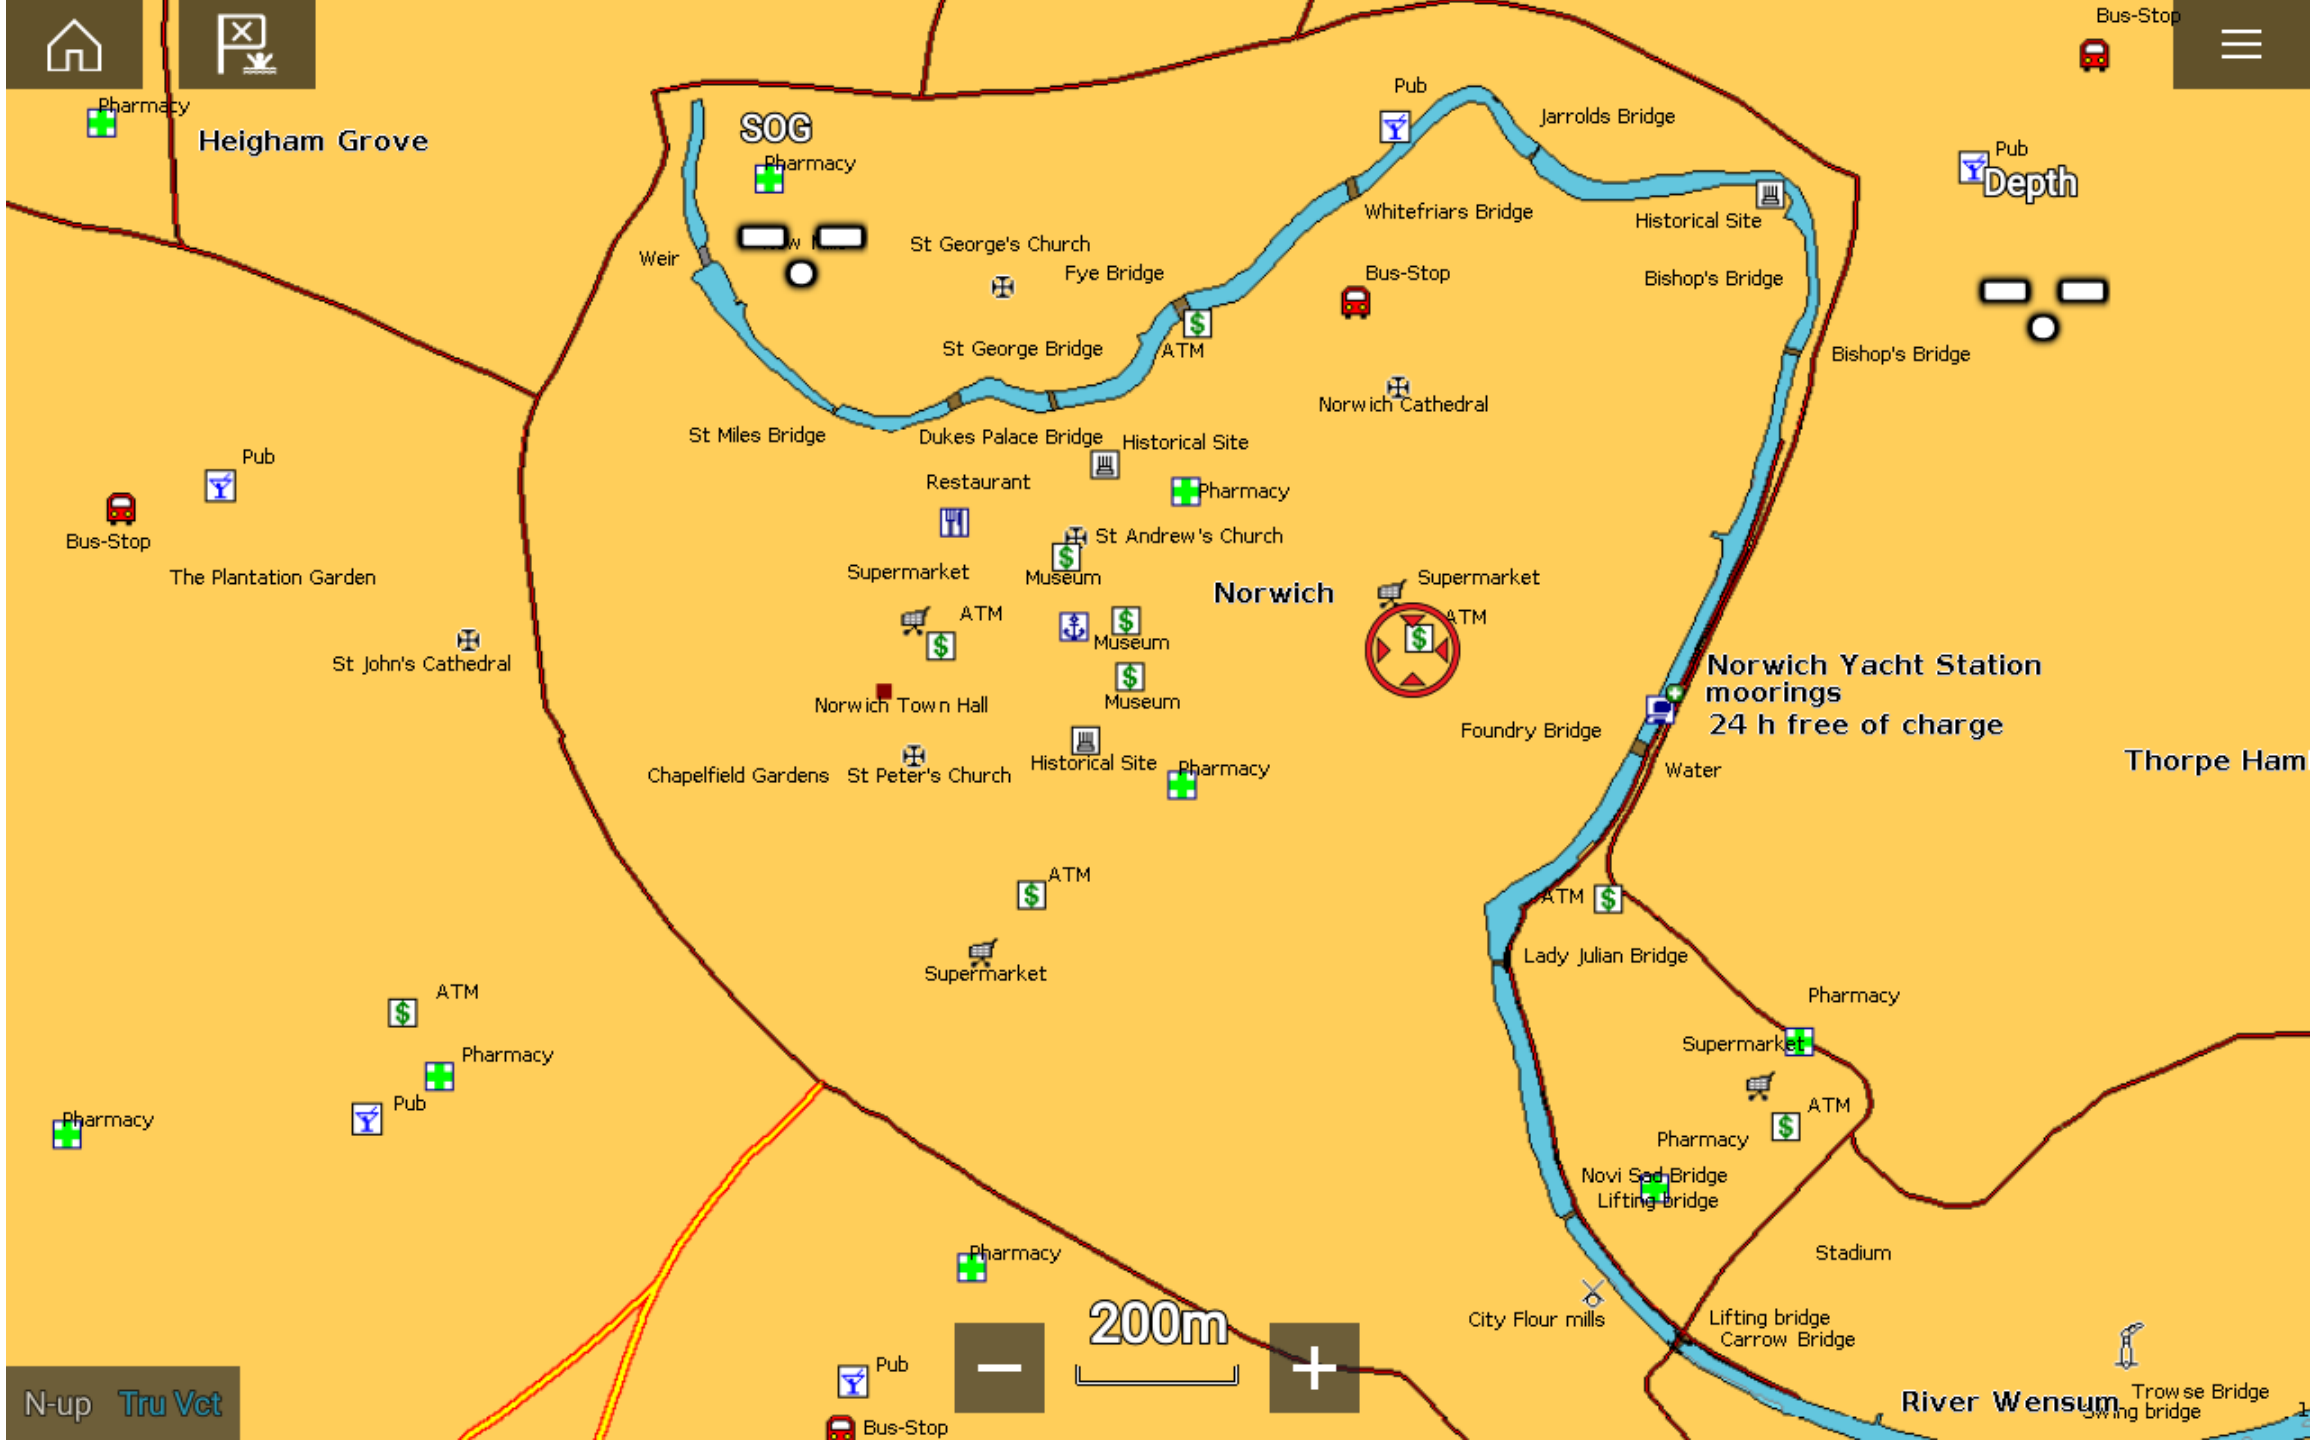 Bus-Stop
Pub
Pharmacy
Jarrolds Bridge
SOG
Heigham Grove
Pub
Pharmacy
Depth
Whitefriars Bridge
Historical Site
St George's Church
Weir
Fye Bridge
Bus-Stop
Bishop's Bridge
St George Bridge
ATM
Bishop's Bridge
Norwich Cathedral
St Miles Bridge
Dukes Palace Bridge
Historical Site
Pub
Restaurant
Pharmacy
St Andrew's Church
Bus-Stop
Supermarket
The Plantation Garden
Museum
Supermarket
Norwich
ATM
ATM
Museum
St John's Cathedral
Norwich Yacht Station
moorings
24 h free of charge
Norwich Town Hall
Museum
Foundry Bridge
Thorpe Ham
Historical Site
Pharmacy
Water
Chapelfield Gardens
St Peter's Church
ATM
ATM
Lady Julian Bridge
Supermarket
ATM
Pharmacy
Supermarket
Pharmacy
Pub
ATM
Pharmacy
Pharmacy
Novi Sad Bridge
Lifting bridge
Pharmacy
Stadium
City Flour mills
Lifting bridge
Carrow Bridge
200m
Pub
Trowse Bridge
Swing bridge
River Wensum
N-up Tru Vct
Bus-Stop